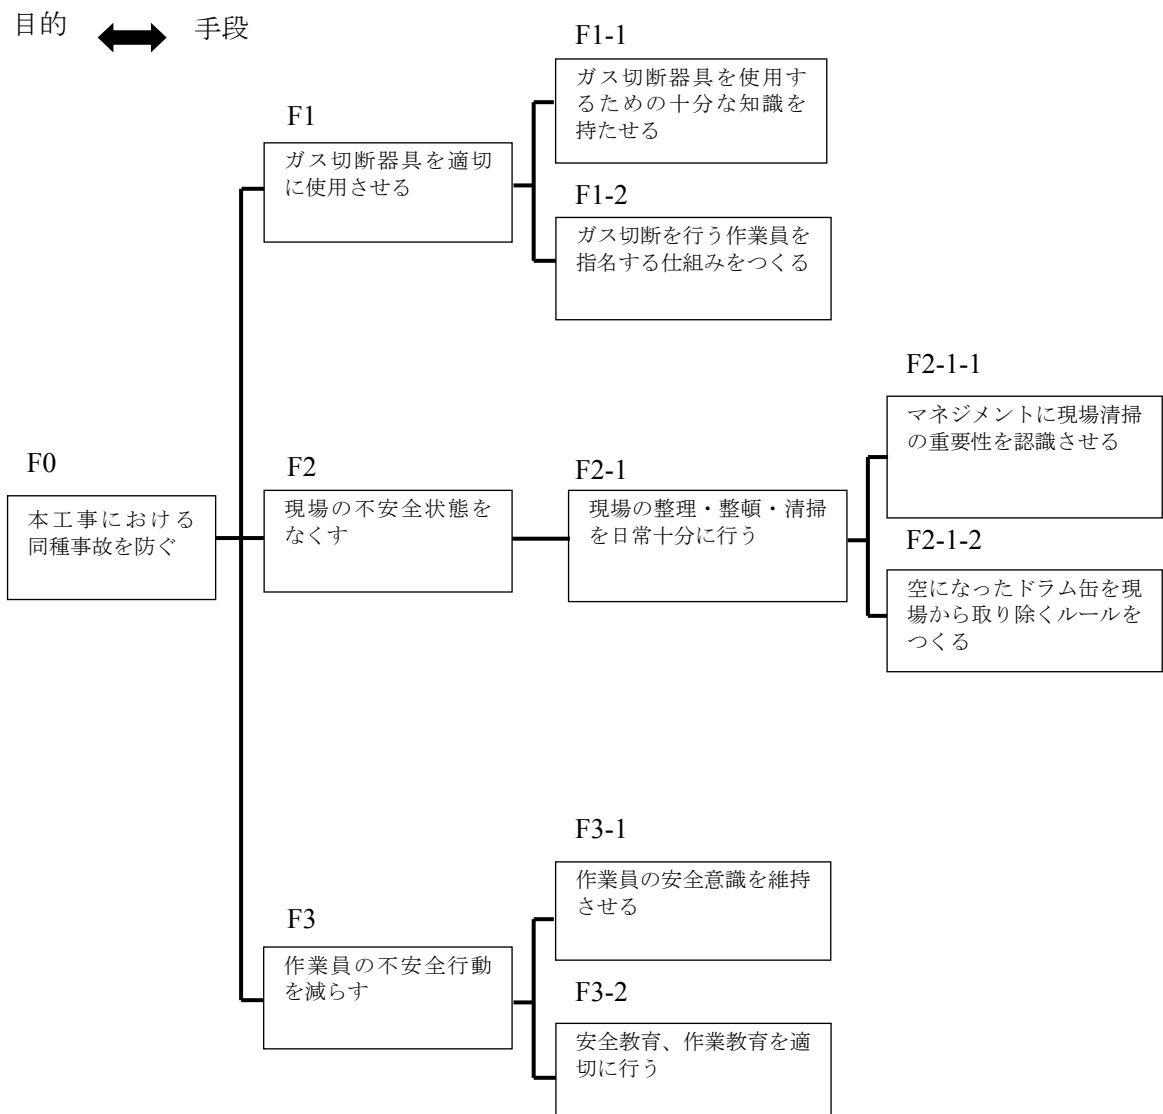 目的 手段
F1-1
ガス切断器具を使用す
るための十分な知識を
持たせる
F1
ガス切断器具を適切
に使用させる
F1-2
ガス切断を行う作業員を
指名する仕組みをつくる
F2-1-1
マネジメントに現場清掃
の重要性を認識させる
F0
本工事における
同種事故を防ぐ
F2
現場の不安全状態を
なくす
F2-1
現場の整理・整頓・清掃
を日常十分に行う
F2-1-2
空になったドラム缶を現
場から取り除くルールを
つくる
F3-1
作業員の安全意識を維持
させる
F3
作業員の不安全行動
を減らす
F3-2
安全教育、作業教育を適
切に行う